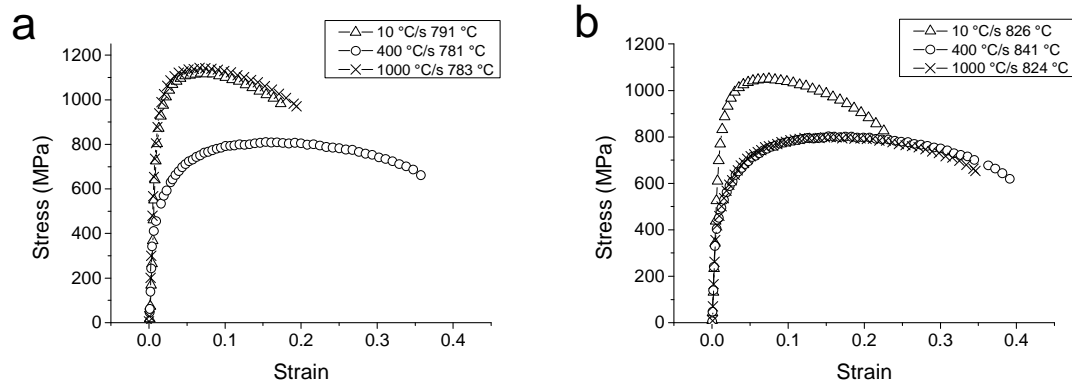 a
10 °C/s 791 °C
400 °C/s 781 °C
1000 °C/s 783 °C
Stress (MPa)
1200
1000
800
600
400
200
0
0.0 0.1 0.2 0.3 0.4
Strain
b
10 °C/s 826 °C
400 °C/s 841 °C
1000 °C/s 824 °C
Stress (MPa)
1200
1000
800
600
400
200
0
0.0 0.1 0.2 0.3 0.4
Strain